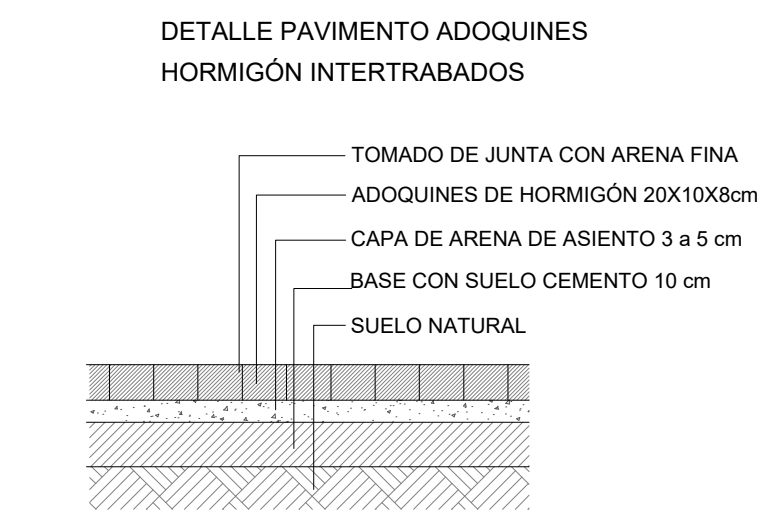 DETALLE PAVIMENTO ADOQUINES
HORMIGÓN INTERTRABADOS
TOMADO DE JUNTA CON ARENA FINA
ADOQUINES DE HORMIGÓN 20X10X8cm
CAPA DE ARENA DE ASIENTO 3 a 5 cm
BASE CON SUELO CEMENTO 10 cm
SUELO NATURAL